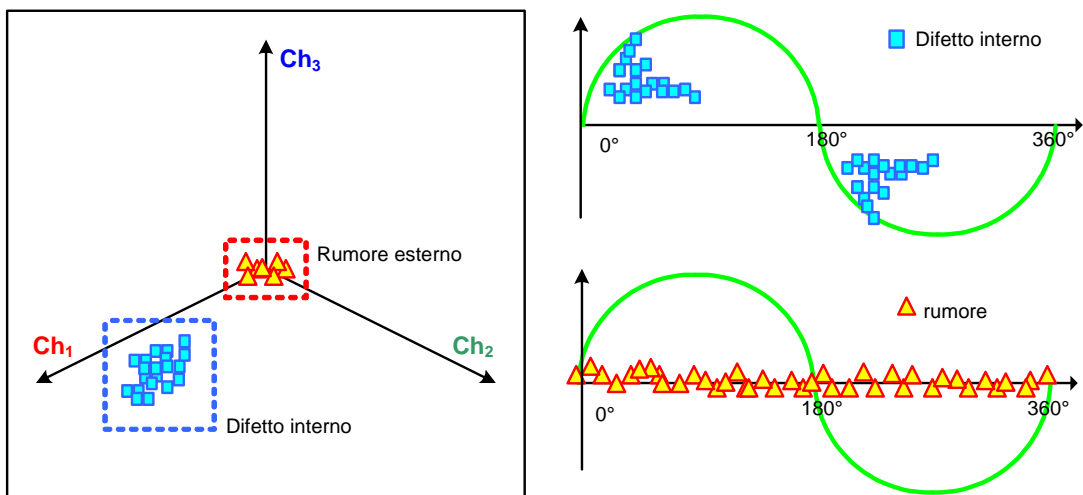 Ch3
Rumore esterno
Ch1
Ch2
Difetto interno
Difetto interno
0°
180°
360°
rumore
0°
180°
360°